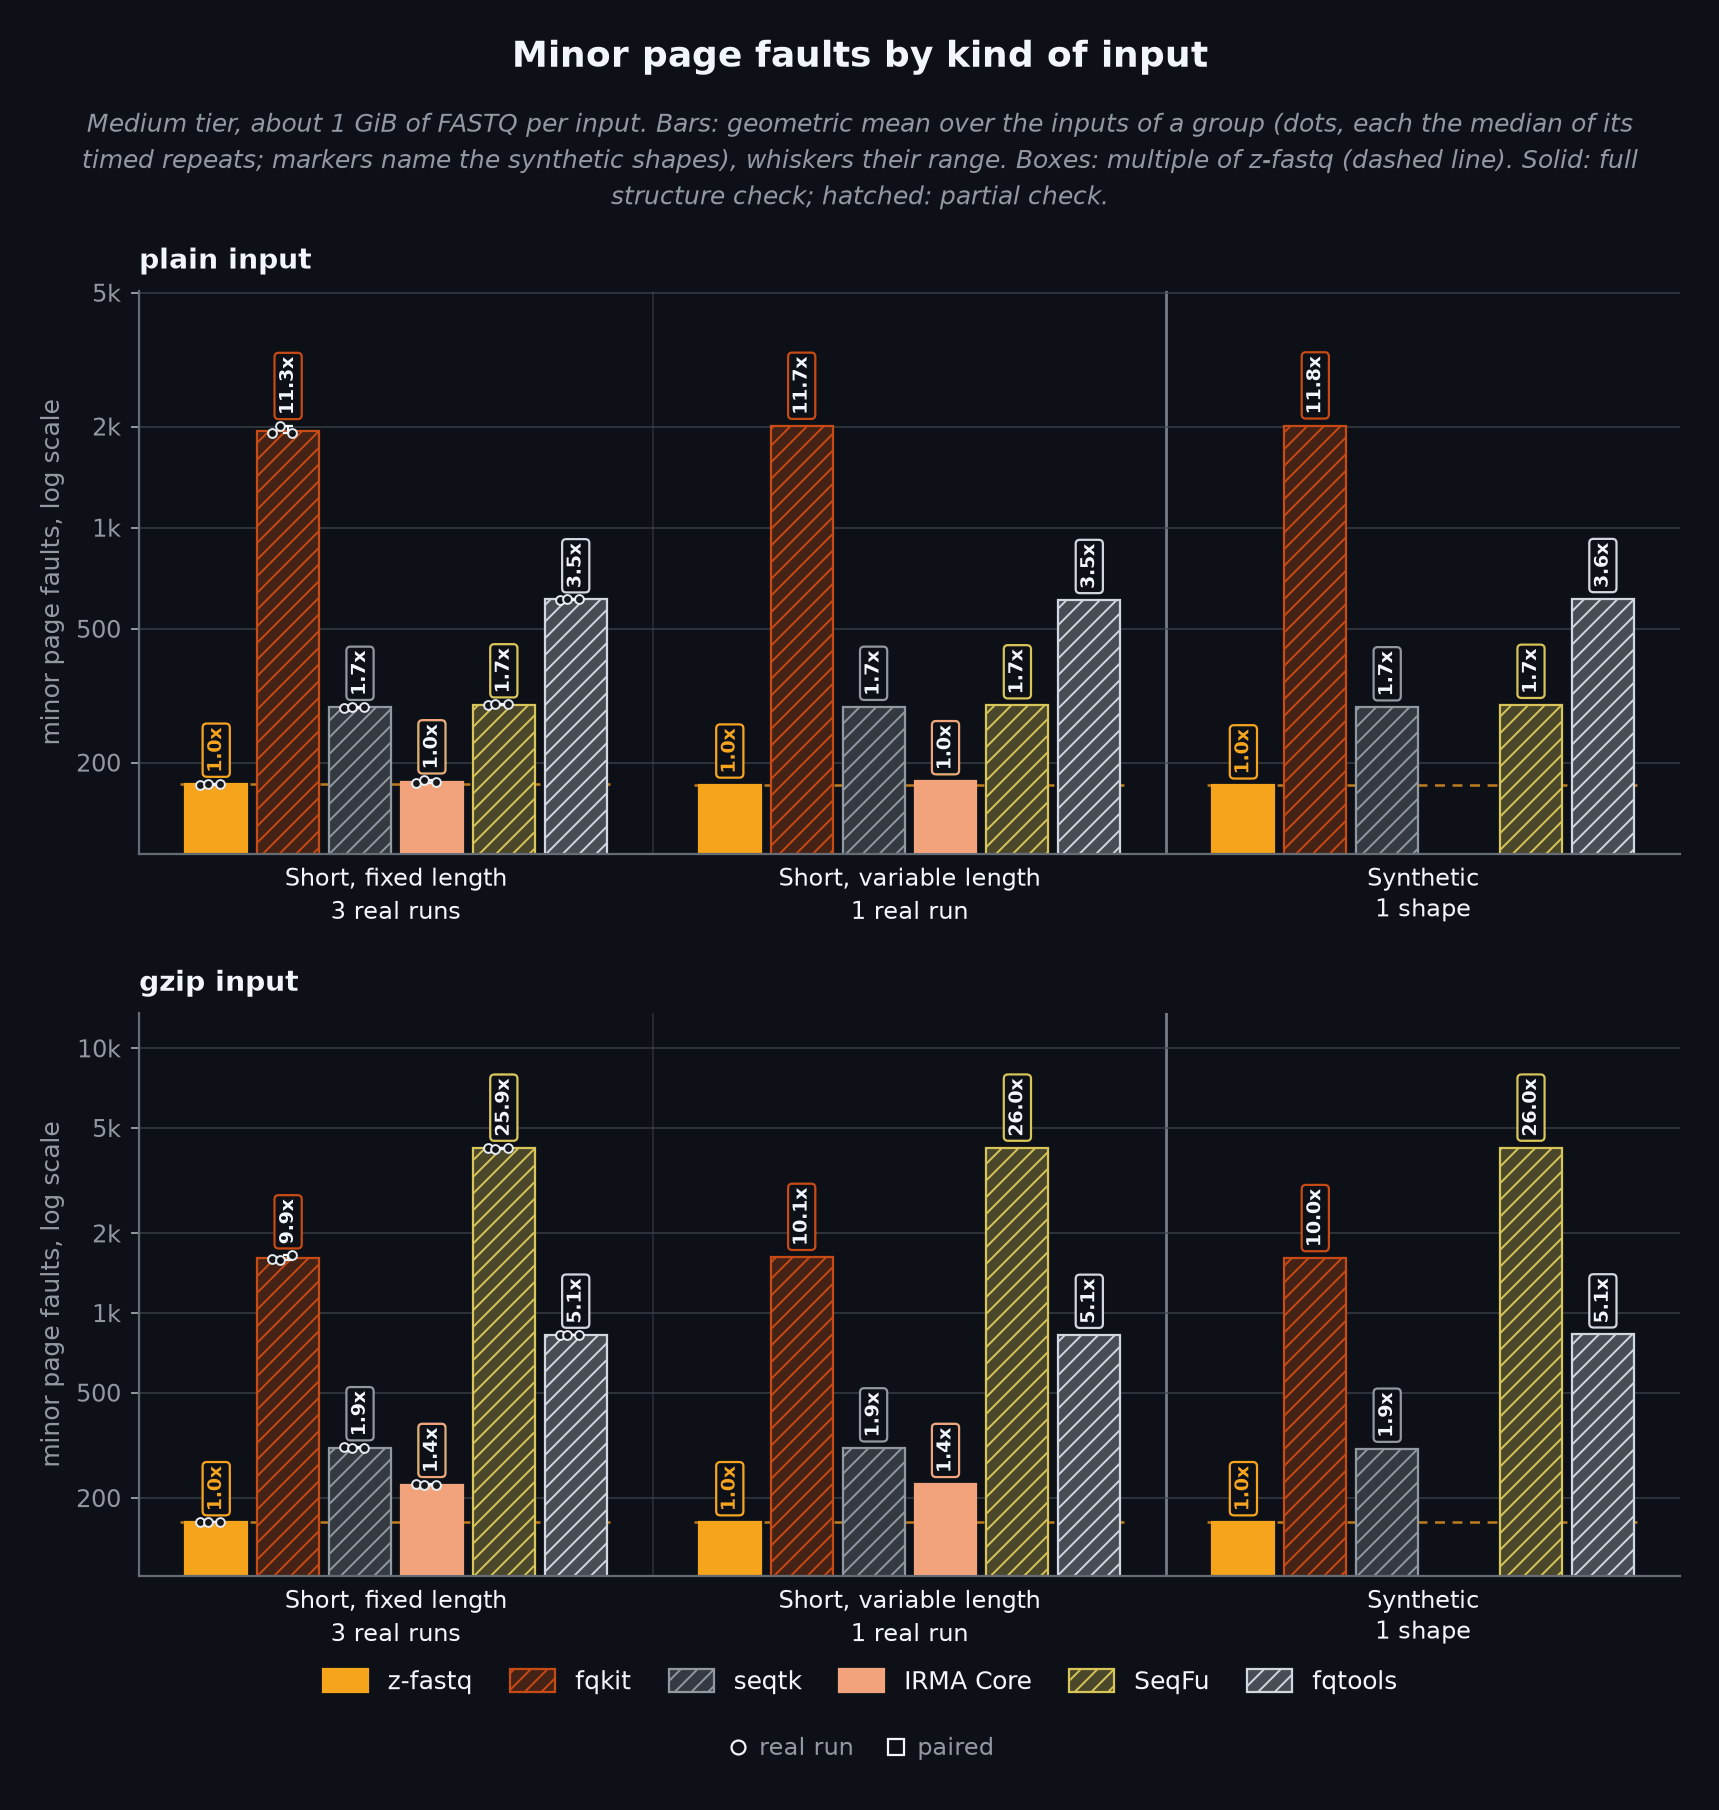 Minor page faults by kind of input
Medium tier, about 1 GiB of FASTQ per input. Bars: geometric mean over the inputs of a group (dots, each the median of its
timed repeats; markers name the synthetic shapes), whiskers their range. Boxes: multiple of z-fastq (dashed line). Solid: full
structure check; hatched: partial check.
plain input
minor page faults, log scale
5k
2k
1k
500
200
1.0x
11.3x
1.7x
1.0x
1.7x
3.5x
1.0x
11.7x
1.7x
1.0x
1.7x
3.5x
1.0x
11.8x
1.7x
1.7x
3.6x
Short, fixed length
3 real runs
Short, variable length
1 real run
Synthetic
1 shape
gzip input
minor page faults, log scale
10k
5k
2k
1k
500
200
1.0x
9.9x
1.9x
1.4x
25.9x
5.1x
1.0x
10.1x
1.9x
1.4x
26.0x
5.1x
1.0x
10.0x
1.9x
26.0x
5.1x
Short, fixed length
3 real runs
Short, variable length
1 real run
Synthetic
1 shape
z-fastq
fqkit
seqtk
IRMA Core
SeqFu
fqtools
real run
paired